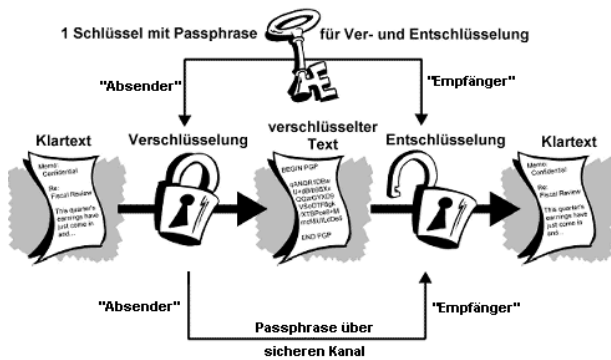 1 Schlüssel mit Passphrase für Ver- und Entschlüsselung
"Absender" "Empfänger"
Klartext Verschlüsselung verschlüsselter Text Entschlüsselung Klartext
Memo:
Confidential
Re:
Fiscal Review
This quarter's
earnings have
just come in
and...
BEGIN PGP
END PGP
Memo:
Confidential
Re:
Fiscal Review
This quarter's
earnings have
just come in
and...
"Absender" "Empfänger"
Passphrase über
sicheren Kanal